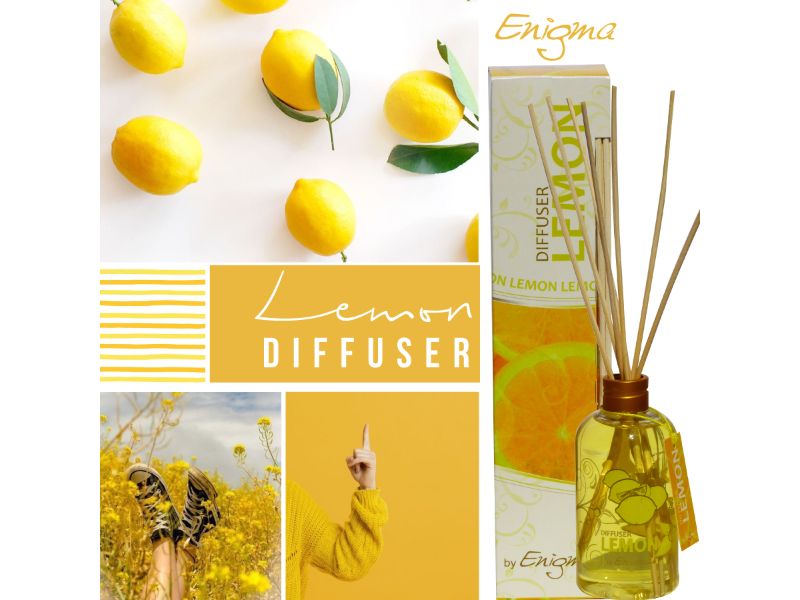 Enigma
Lemon
DIFFUSER
DIFFUSER
LEMON
ON LEMON LEMO
LEMON
DIFFUSER
LEMON
by Enigma